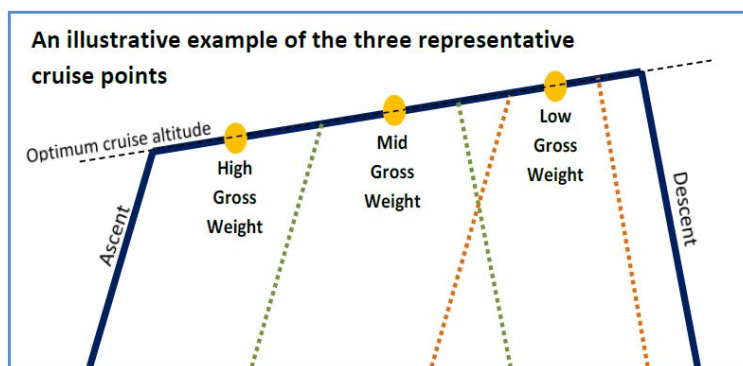 An illustrative example of the three representative
cruise points
Optimum cruise altitude
High
Gross
Weight
Mid
Gross
Weight
Low
Gross
Weight
Ascent
Descent